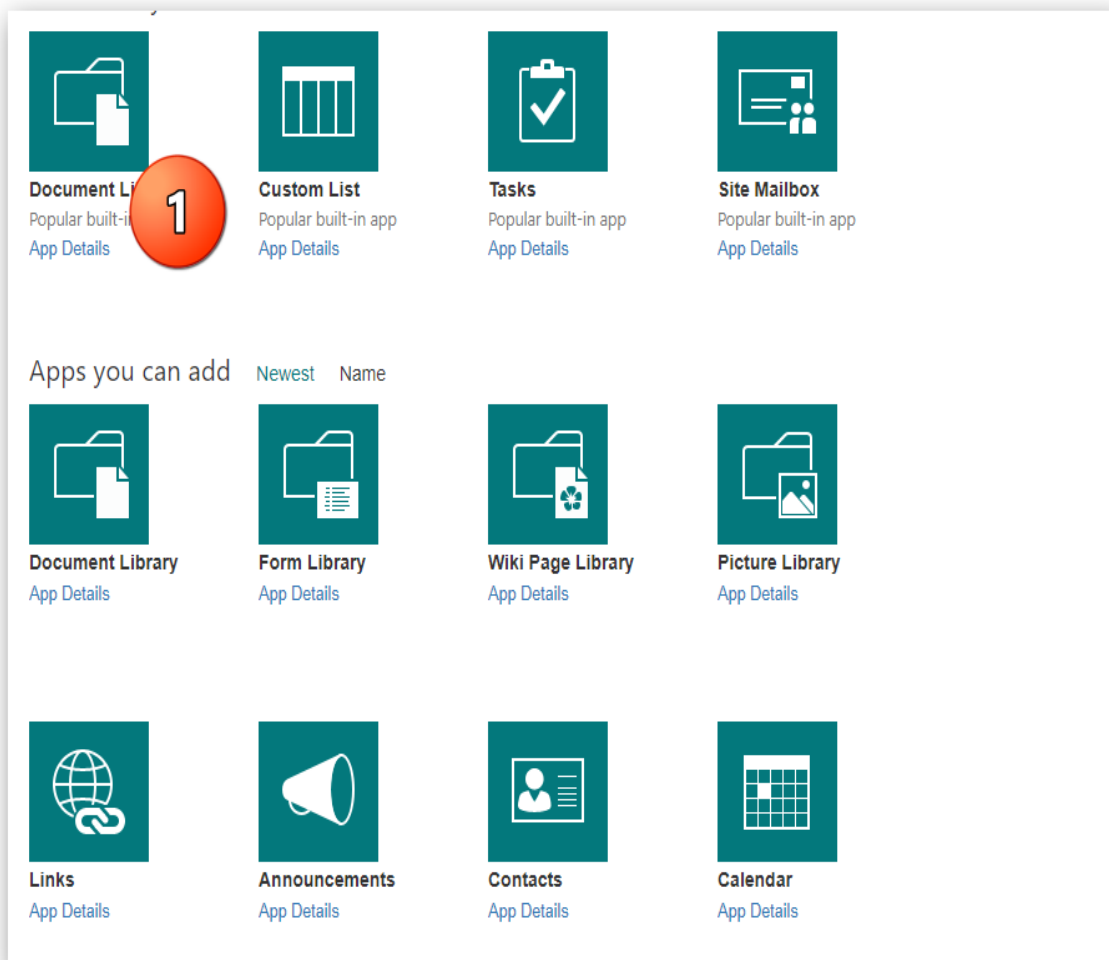 Document Li
Custom List
Tasks
Site Mailbox
Popular built-i
1
Popular built-in app
Popular built-in app
Popular built-in app
App Details
App Details
App Details
App Details
Apps you can add Newest Name
Document Library
Form Library
Wiki Page Library
Picture Library
App Details
App Details
App Details
App Details
Links
Announcements
Contacts
Calendar
App Details
App Details
App Details
App Details